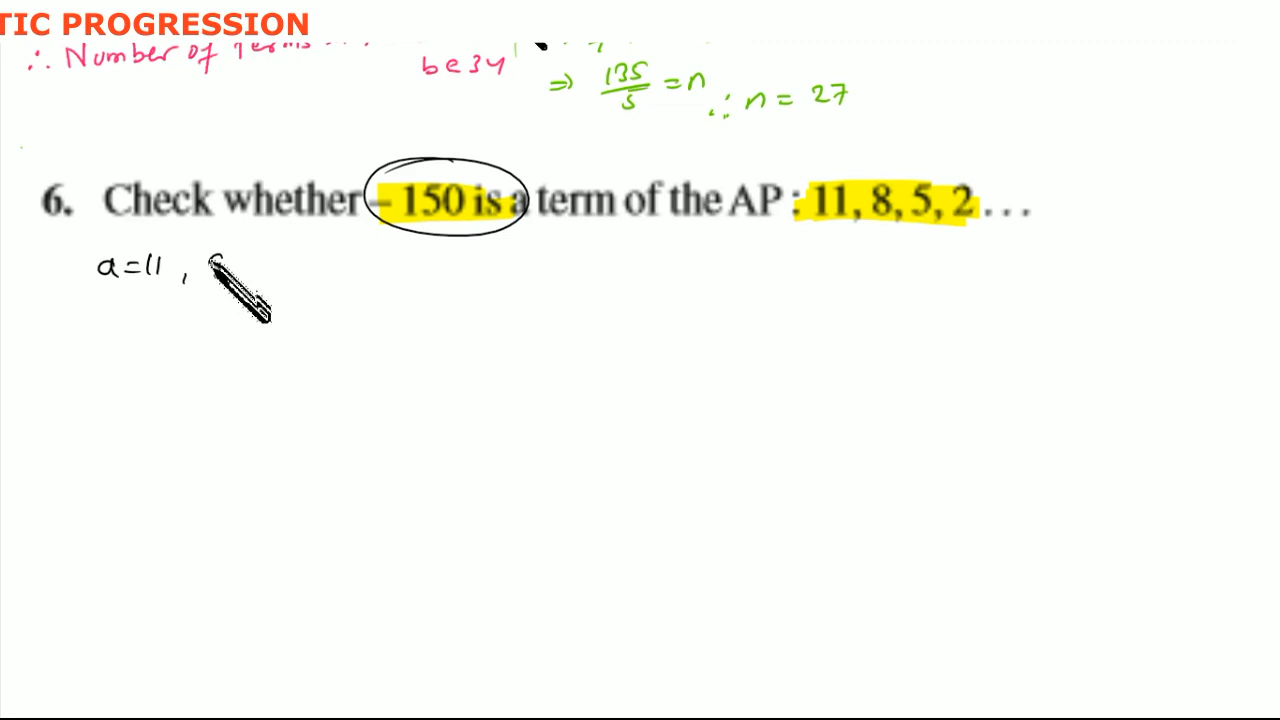 TIC PROGRESSION
∴ Number of Terms
be 34
⇒ 135/5 = n ∴ n = 27
6. Check whether – 150 is a term of the AP : 11, 8, 5, 2 . . .
a=11 ,